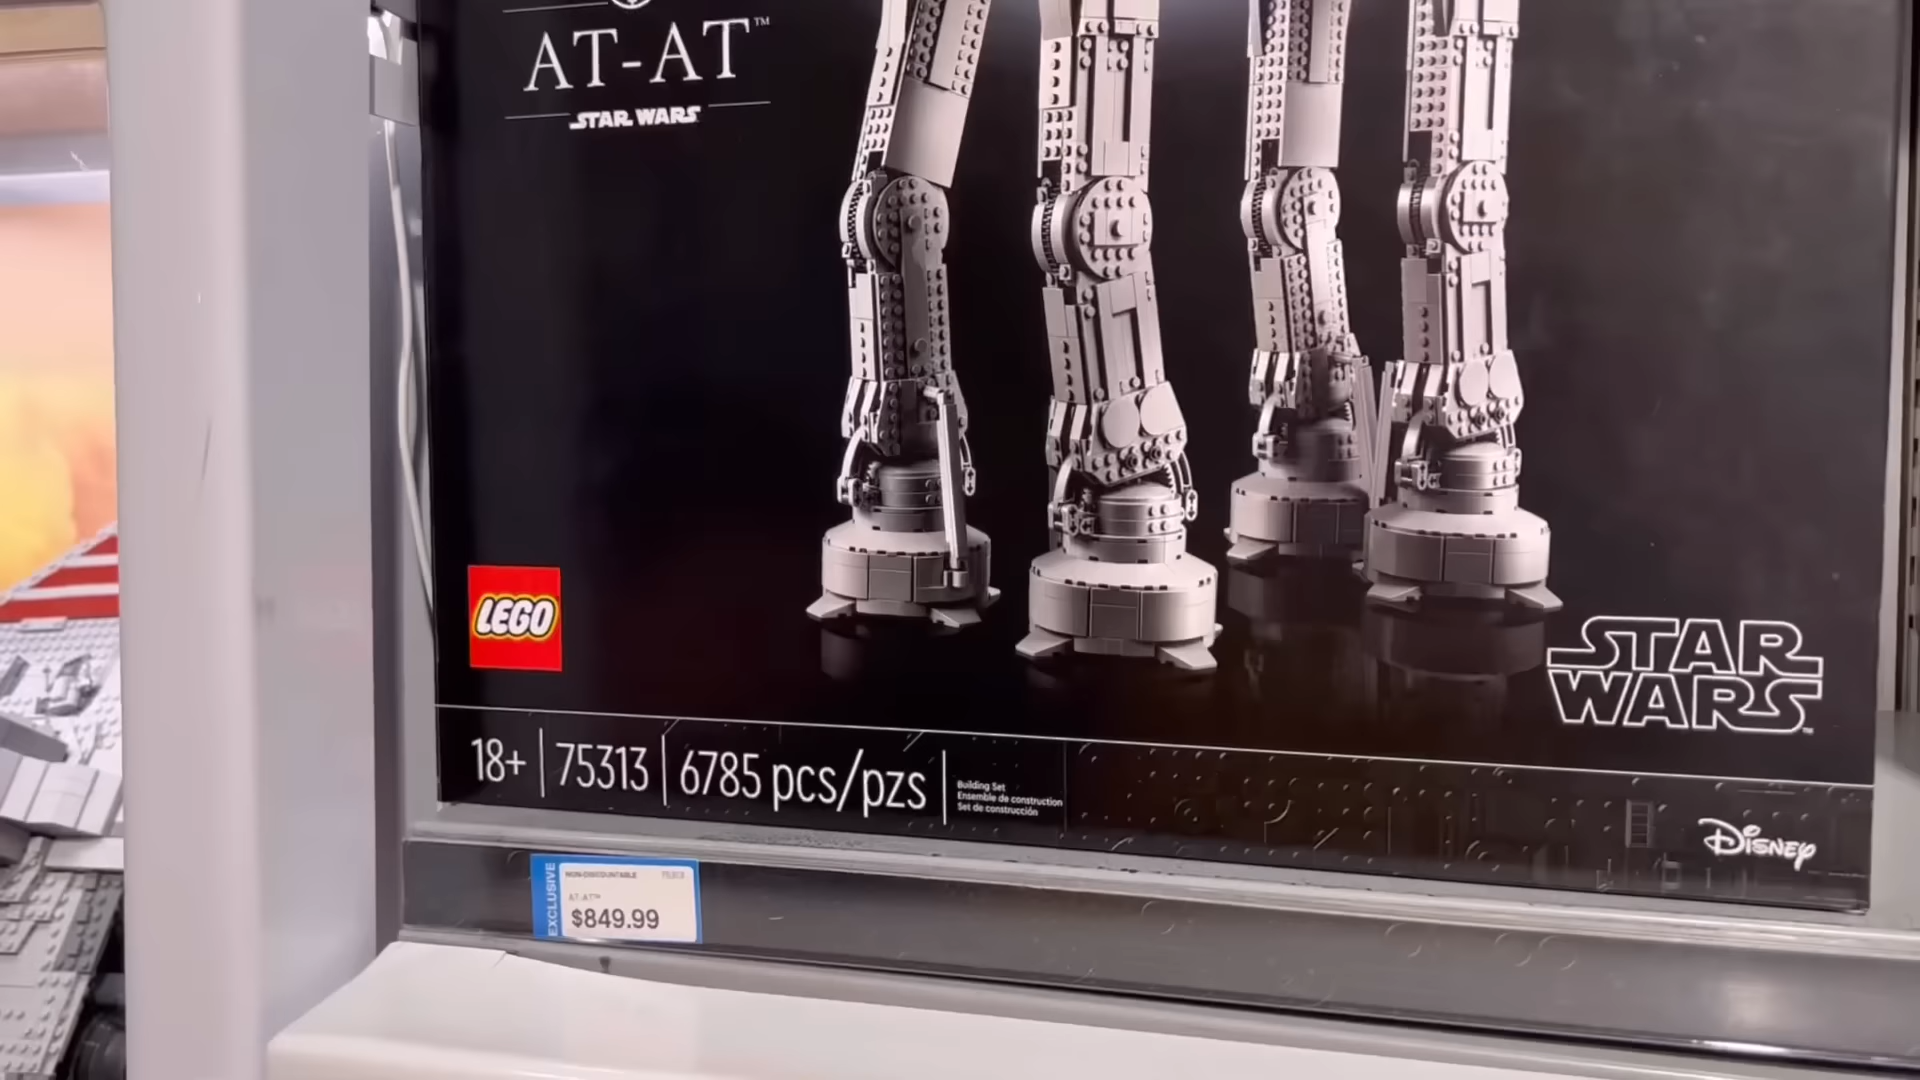 AT-AT™
STAR WARS
LEGO
STAR
WARS
18+ 75313 6785 pcs/pzs
Building Set
Ensemble de construction
Set de construcción
Disney
EXCLUSIVE
NON-DISCOUNTABLE
AT-AT™
$849.99